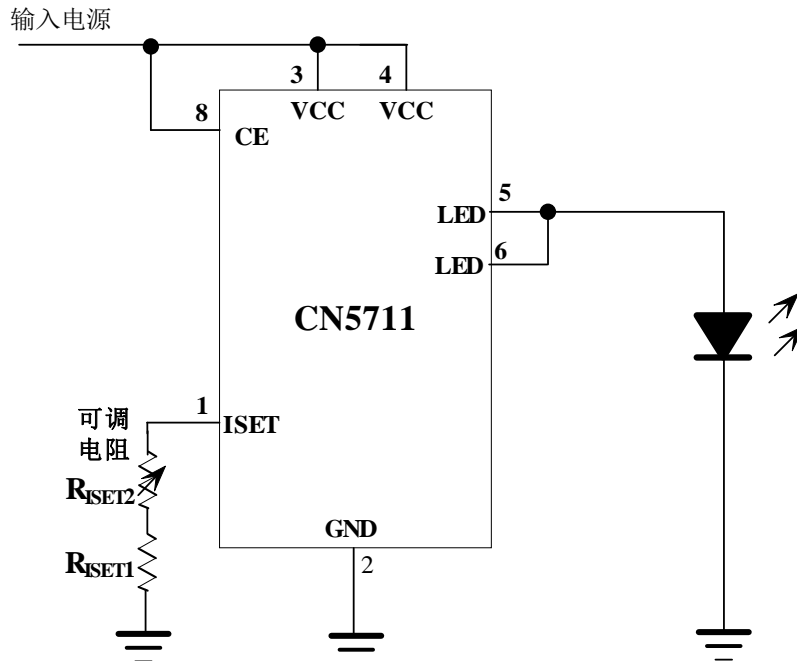 输入电源
3
4
VCC
VCC
8
CE
5
LED
6
LED
CN5711
1
ISET
可调
电阻
RISET2
RISET1
GND
2